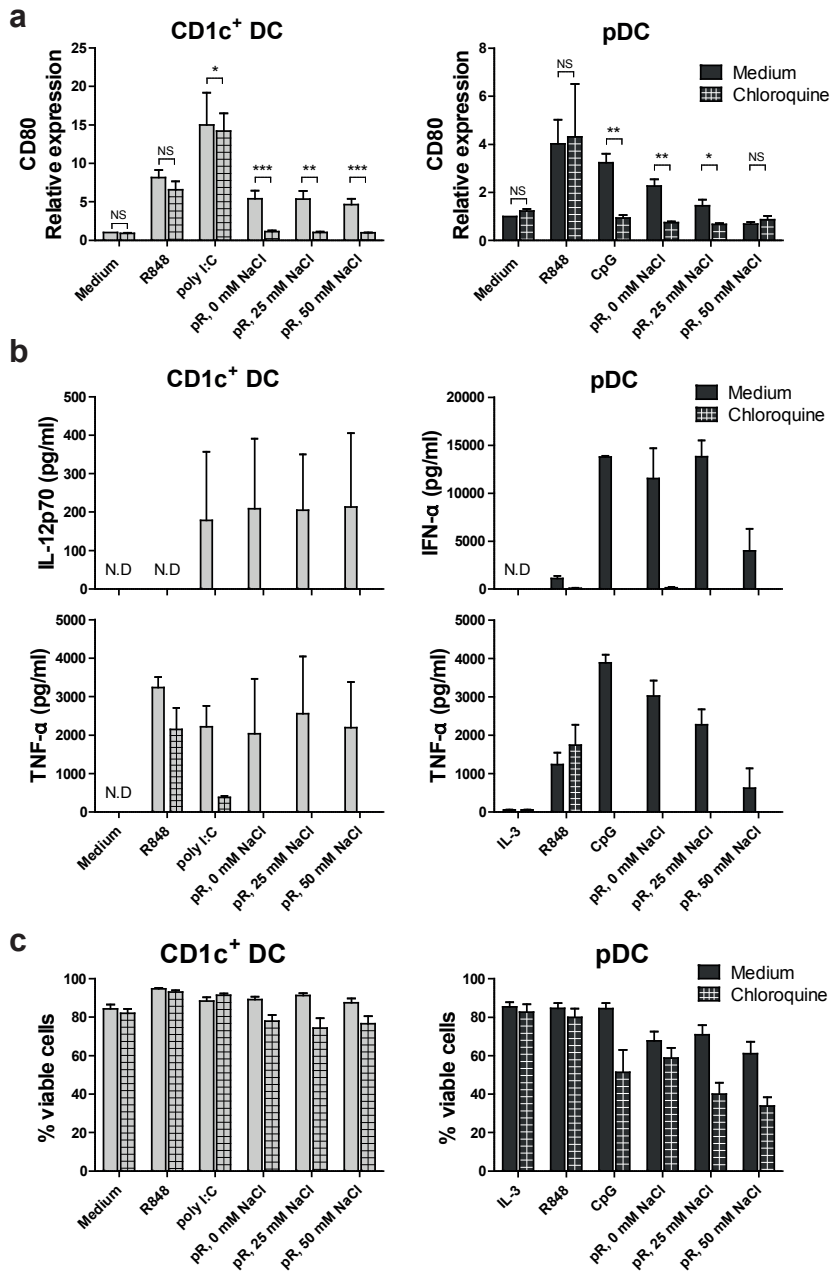 a
CD1c+ DC
CD80
Relative expression
25
20
15
10
5
0
NS
NS
*
***
**
***
Medium
R848
poly I:C
pR, 0 mM NaCl
pR, 25 mM NaCl
pR, 50 mM NaCl
pDC
CD80
Relative expression
8
6
4
2
0
NS
NS
**
**
*
NS
Medium
Chloroquine
Medium
R848
CpG
pR, 0 mM NaCl
pR, 25 mM NaCl
pR, 50 mM NaCl
b
CD1c+ DC
IL-12p70 (pg/ml)
500
400
300
200
100
0
N.D
N.D
pDC
IFN-α (pg/ml)
20000
15000
10000
5000
0
N.D
Medium
Chloroquine
TNF-α (pg/ml)
5000
4000
3000
2000
1000
0
N.D
Medium
R848
poly I:C
pR, 0 mM NaCl
pR, 25 mM NaCl
pR, 50 mM NaCl
TNF-α (pg/ml)
5000
4000
3000
2000
1000
0
IL-3
R848
CpG
pR, 0 mM NaCl
pR, 25 mM NaCl
pR, 50 mM NaCl
c
CD1c+ DC
% viable cells
100
80
60
40
20
0
Medium
R848
poly I:C
pR, 0 mM NaCl
pR, 25 mM NaCl
pR, 50 mM NaCl
pDC
% viable cells
100
80
60
40
20
0
Medium
Chloroquine
IL-3
R848
CpG
pR, 0 mM NaCl
pR, 25 mM NaCl
pR, 50 mM NaCl